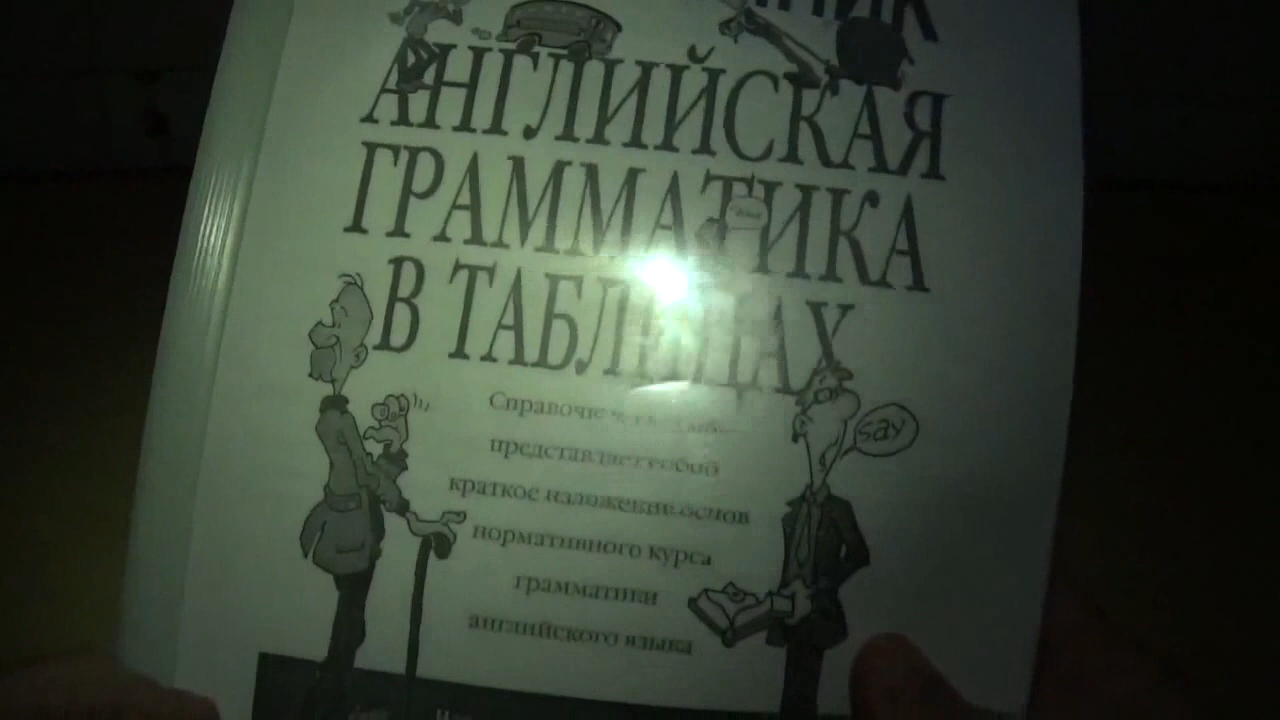 АНГЛИЙСКАЯ
ГРАММАТИКА
В ТАБЛИЦАХ
представляет собой
краткое изложение основ
нормативного курса
грамматики
английского языка
say